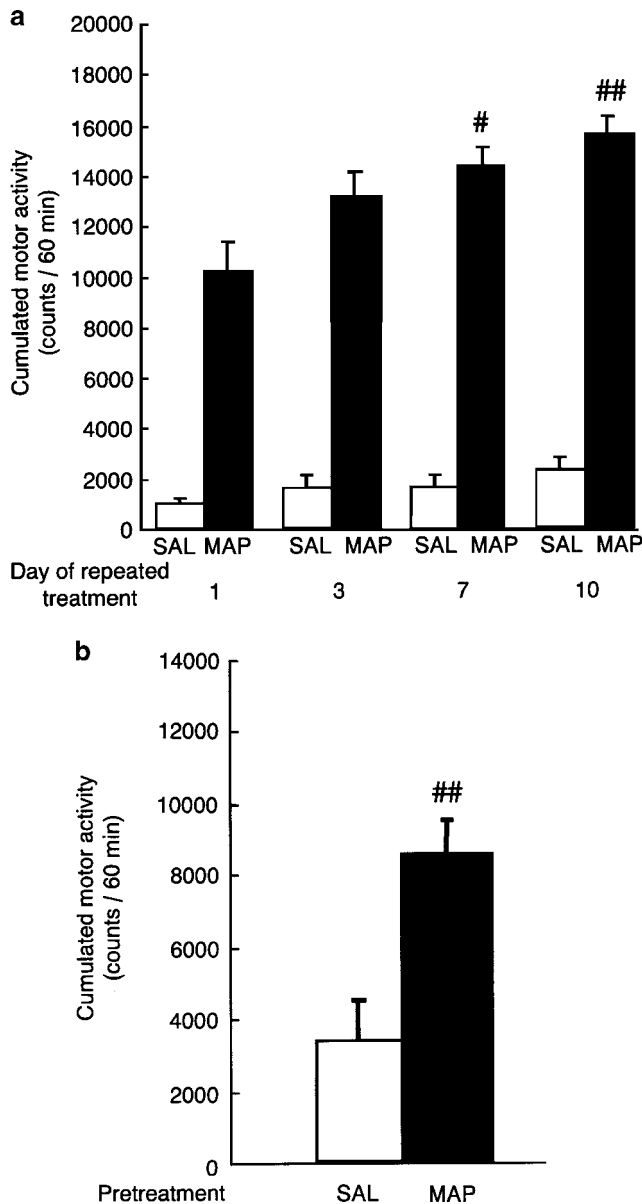 a
Cumulated motor activity
(counts / 60 min)
20000
18000
16000
14000
12000
10000
8000
6000
4000
2000
0
#
##
SAL MAP SAL MAP SAL MAP SAL MAP
Day of repeated
treatment
1 3 7 10
b
Cumulated motor activity
(counts / 60 min)
14000
12000
10000
8000
6000
4000
2000
0
##
Pretreatment SAL MAP